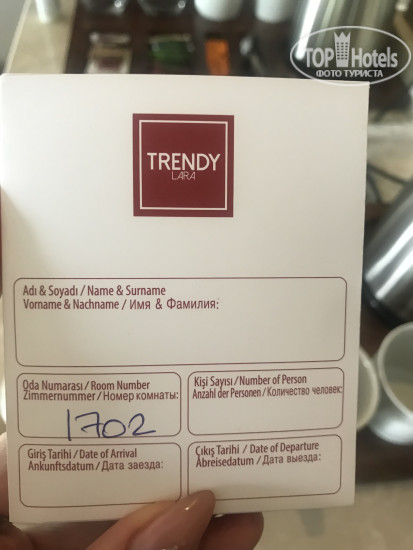 TOP Hotels
ФОТО ТУРИСТА
TRENDY
LARA
Adı & Soyadı / Name & Surname
Vorname & Nachname / Имя & Фамилия:
Oda Numarası / Room Number
Zimmernummer / Номер комнаты:
1702
Kişi Sayısı / Number of Person
Anzahl der Personen / Количество человек:
Giriş Tarihi / Date of Arrival
Ankunftsdatum / Дата заезда:
Çıkış Tarihi / Date of Departure
Abreisedatum / Дата выезда: